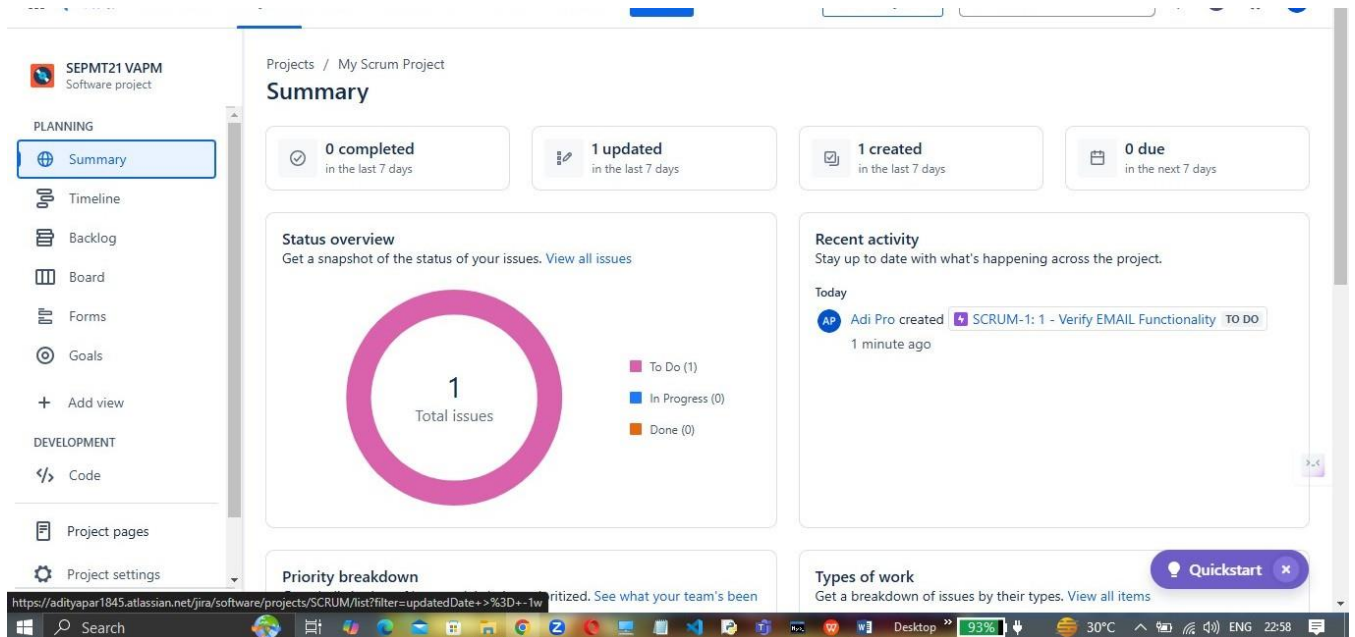 SEPMT21 VAPM
Software project
PLANNING
Summary
Timeline
Backlog
Board
Forms
Goals
+ Add view
DEVELOPMENT
Code
Project pages
Project settings
Projects / My Scrum Project
Summary
0 completed
in the last 7 days
1 updated
in the last 7 days
1 created
in the last 7 days
0 due
in the next 7 days
Status overview
Get a snapshot of the status of your issues. View all issues
1
Total issues
To Do (1)
In Progress (0)
Done (0)
Recent activity
Stay up to date with what's happening across the project.
Today
AP Adi Pro created SCRUM-1: 1 - Verify EMAIL Functionality TO DO
1 minute ago
Priority breakdown
See what your team's been
Types of work
Get a breakdown of issues by their types. View all items
Quickstart
https://adityapar1845.atlassian.net/jira/software/projects/SCRUM/list?filter=updatedDate+>%3D+-1w
Search
Desktop
93%
30°C
ENG
22:58